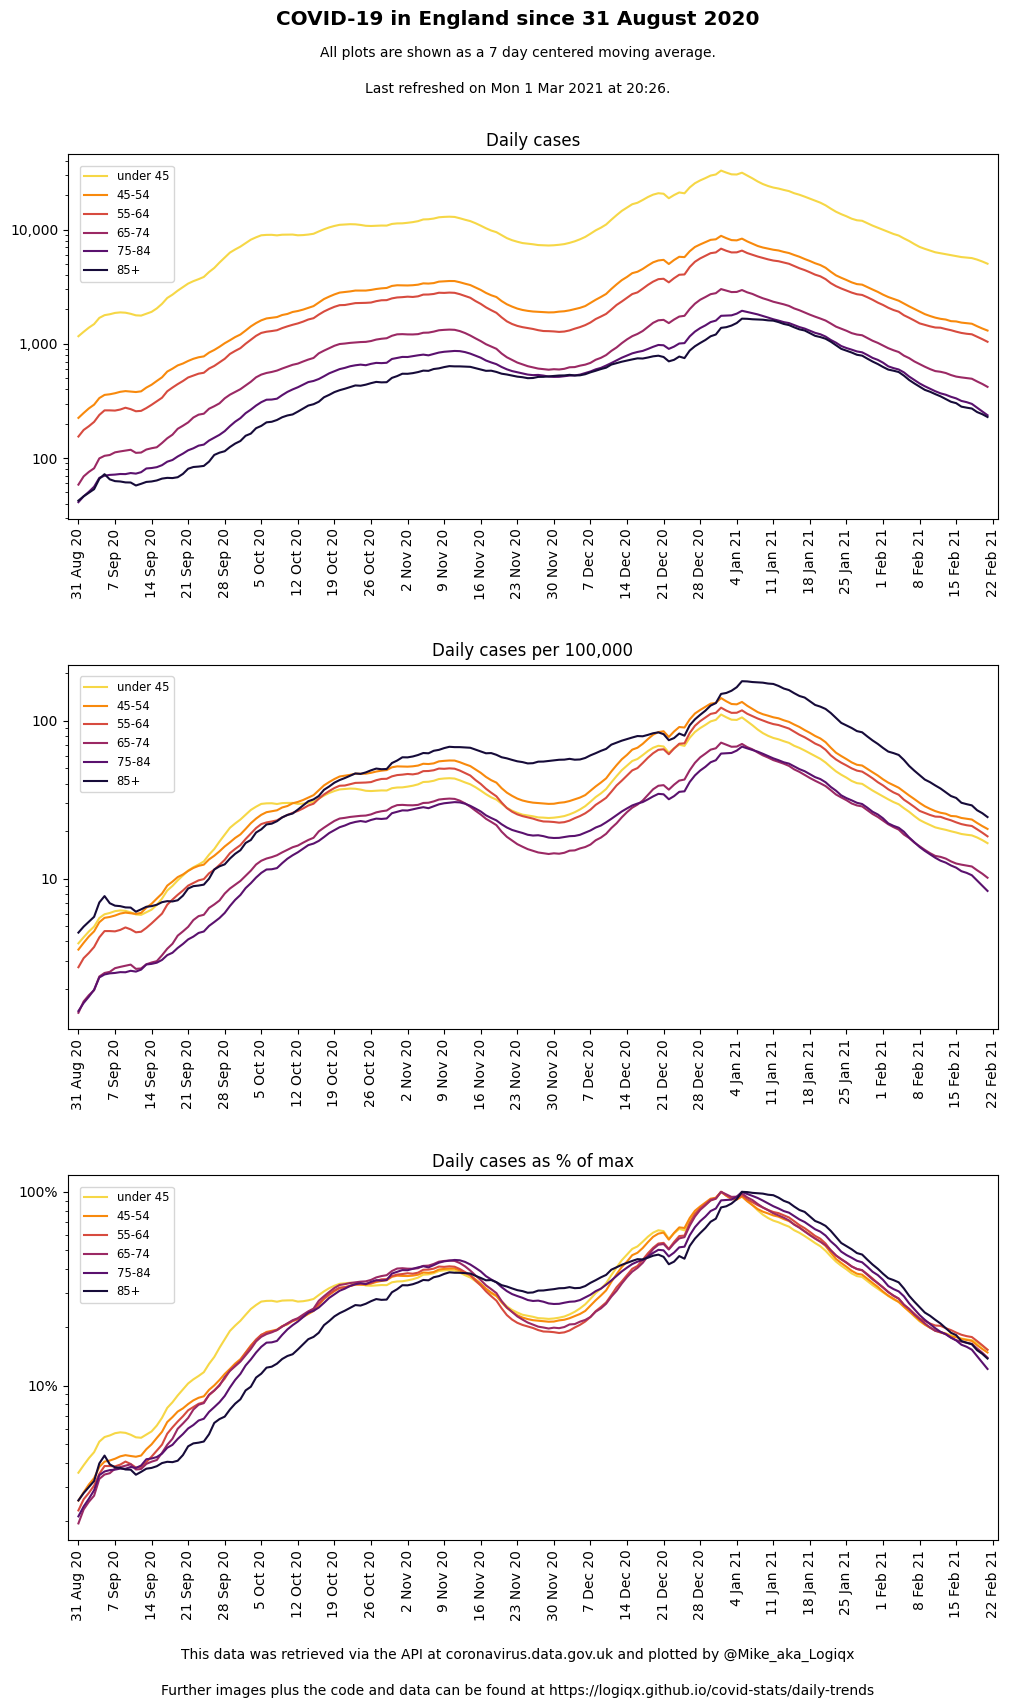 COVID-19 in England since 31 August 2020
All plots are shown as a 7 day centered moving average.
Last refreshed on Mon 1 Mar 2021 at 20:26.
Daily cases
under 45
45-54
55-64
65-74
75-84
85+
10,000
1,000
100
31 Aug 20
7 Sep 20
14 Sep 20
21 Sep 20
28 Sep 20
5 Oct 20
12 Oct 20
19 Oct 20
26 Oct 20
2 Nov 20
9 Nov 20
16 Nov 20
23 Nov 20
30 Nov 20
7 Dec 20
14 Dec 20
21 Dec 20
28 Dec 20
4 Jan 21
11 Jan 21
18 Jan 21
25 Jan 21
1 Feb 21
8 Feb 21
15 Feb 21
22 Feb 21
Daily cases per 100,000
under 45
45-54
55-64
65-74
75-84
85+
100
10
31 Aug 20
7 Sep 20
14 Sep 20
21 Sep 20
28 Sep 20
5 Oct 20
12 Oct 20
19 Oct 20
26 Oct 20
2 Nov 20
9 Nov 20
16 Nov 20
23 Nov 20
30 Nov 20
7 Dec 20
14 Dec 20
21 Dec 20
28 Dec 20
4 Jan 21
11 Jan 21
18 Jan 21
25 Jan 21
1 Feb 21
8 Feb 21
15 Feb 21
22 Feb 21
Daily cases as % of max
under 45
45-54
55-64
65-74
75-84
85+
100%
10%
31 Aug 20
7 Sep 20
14 Sep 20
21 Sep 20
28 Sep 20
5 Oct 20
12 Oct 20
19 Oct 20
26 Oct 20
2 Nov 20
9 Nov 20
16 Nov 20
23 Nov 20
30 Nov 20
7 Dec 20
14 Dec 20
21 Dec 20
28 Dec 20
4 Jan 21
11 Jan 21
18 Jan 21
25 Jan 21
1 Feb 21
8 Feb 21
15 Feb 21
22 Feb 21
This data was retrieved via the API at coronavirus.data.gov.uk and plotted by @Mike_aka_Logiqx
Further images plus the code and data can be found at https://logiqx.github.io/covid-stats/daily-trends